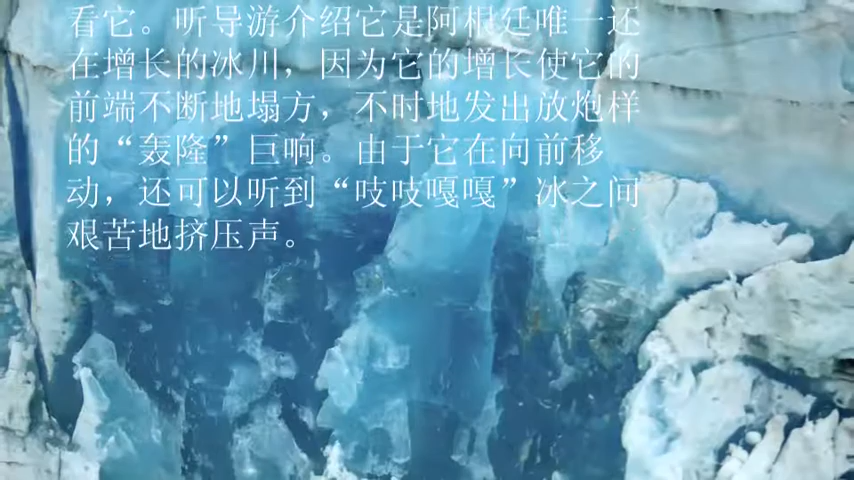 看它。听导游介绍它是阿根廷唯一还
在增长的冰川，因为它的增长使它的
前端不断地塌方，不时地发出放炮样
的“轰隆”巨响。由于它在向前移
动，还可以听到“吱吱嘎嘎”冰之间
艰苦地挤压声。